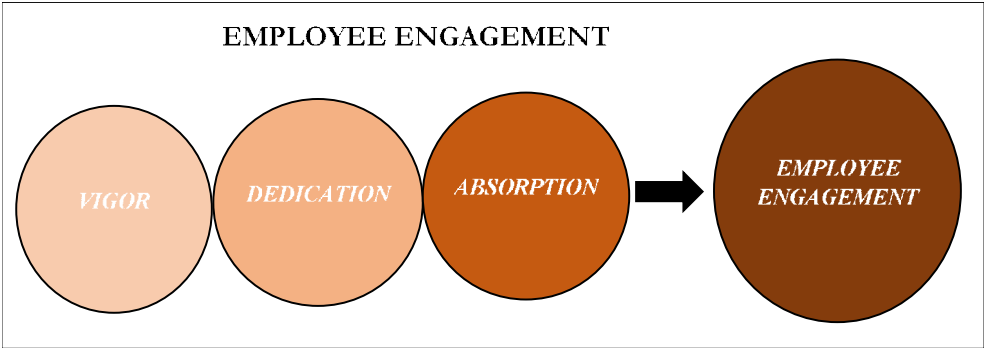 EMPLOYEE ENGAGEMENT
VIGOR
DEDICATION
ABSORPTION
EMPLOYEE
ENGAGEMENT